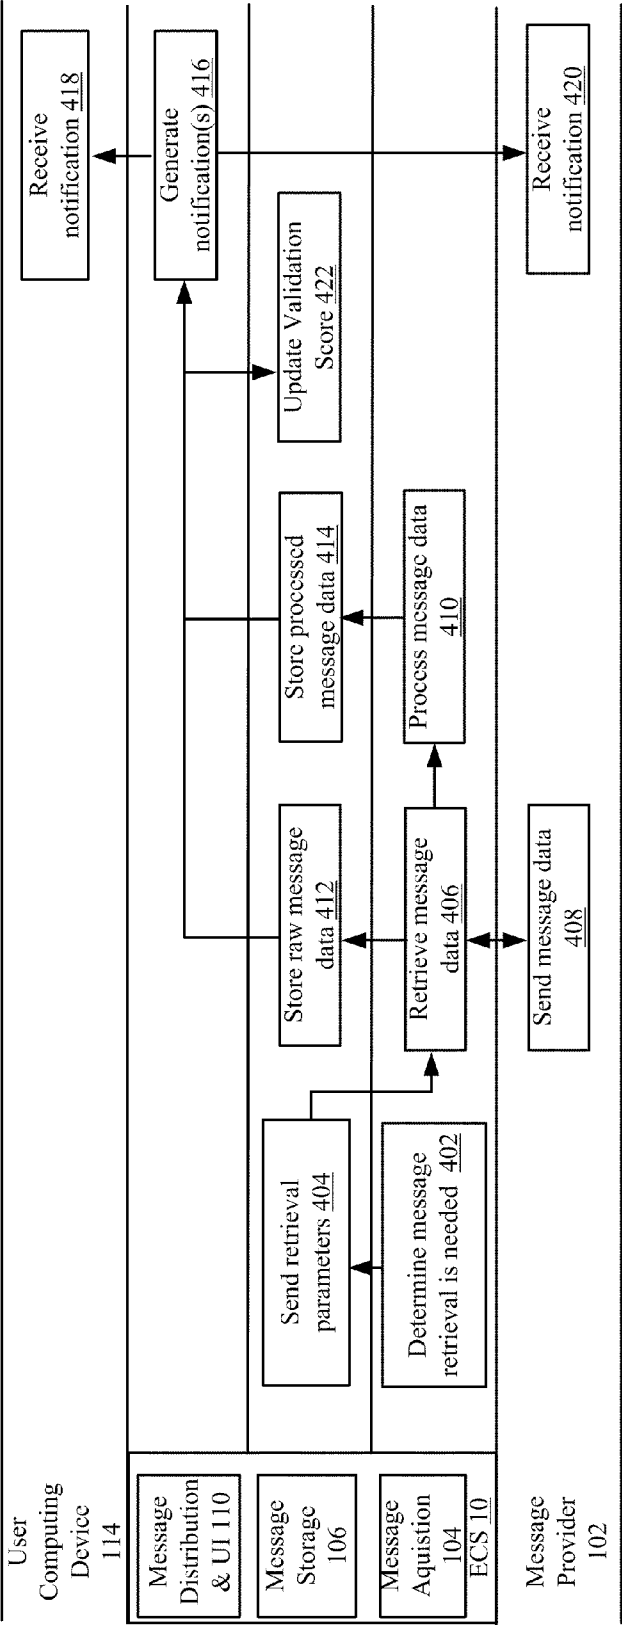 User
Computing
Device
114
Receive
notification 418
Message
Distribution
& UI 110
Generate
notification(s) 416
Message
Storage
106
Send retrieval
parameters 404
Store raw message
data 412
Store processed
message data 414
Update Validation
Score 422
Message
Aquistion
104
ECS 10
Determine message
retrieval is needed 402
Retrieve message
data 406
Process message data
410
Message
Provider
102
Send message data
408
Receive
notification 420